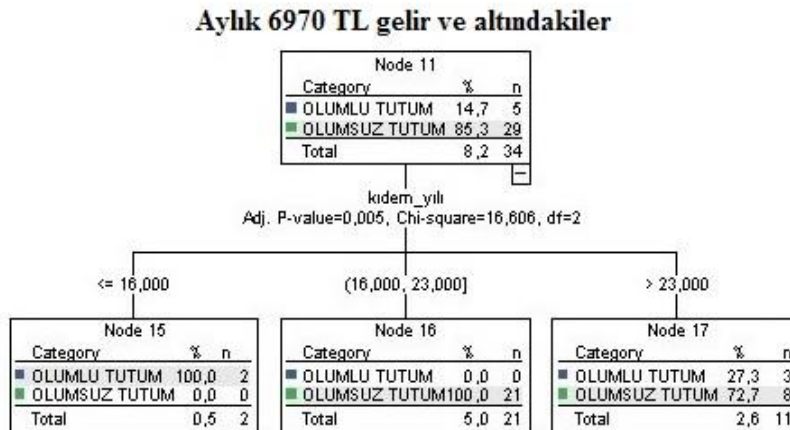 Aylık 6970 TL gelir ve altındakiler
Node 11
Category % n
OLUMLU TUTUM 14,7 5
OLUMSUZ TUTUM 85,3 29
Total 8,2 34
kıdem_yılı
Adj. P-value=0,005, Chi-square=16,606, df=2
<= 16,000 (16,000, 23,000] > 23,000
Node 15
Category % n
OLUMLU TUTUM 100,0 2
OLUMSUZ TUTUM 0,0 0
Total 0,5 2
Node 16
Category % n
OLUMLU TUTUM 0,0 0
OLUMSUZ TUTUM 100,0 21
Total 5,0 21
Node 17
Category % n
OLUMLU TUTUM 27,3 3
OLUMSUZ TUTUM 72,7 8
Total 2,6 11